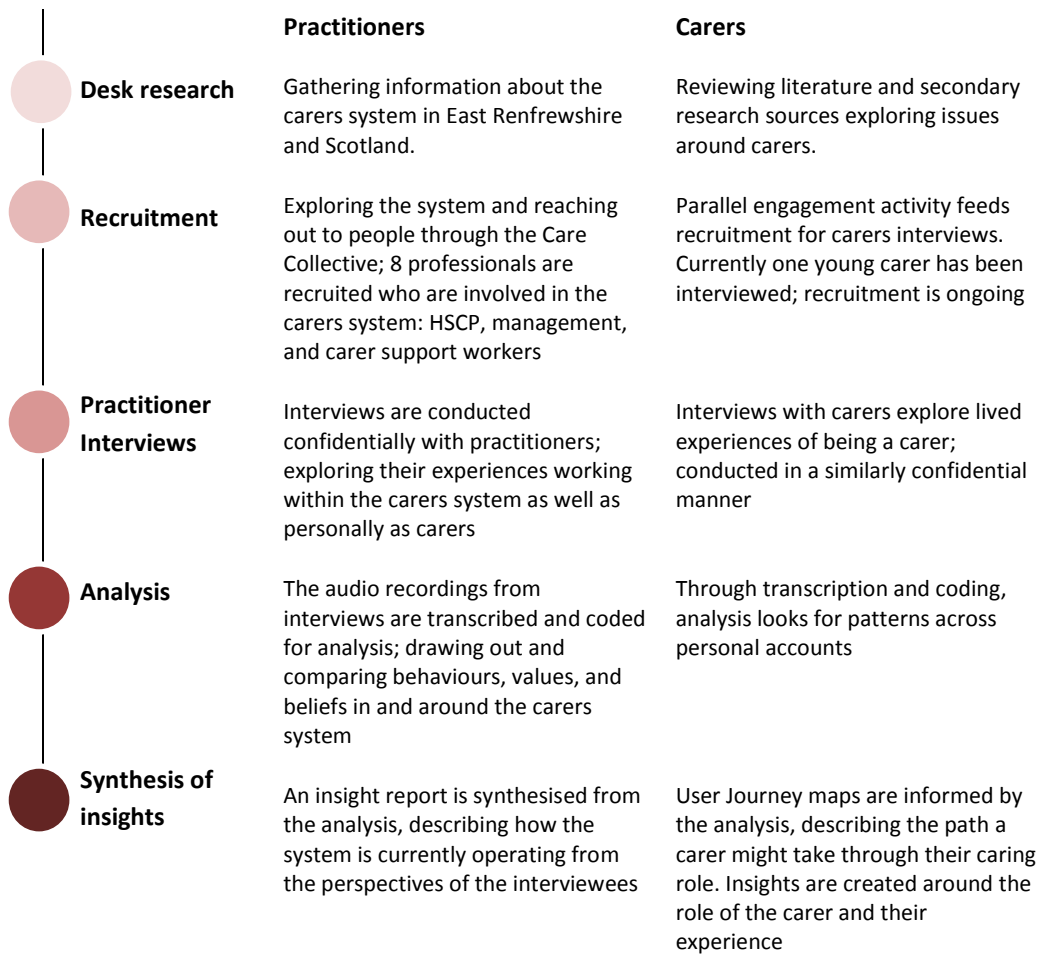 Practitioners
Carers
Desk research
Gathering information about the
carers system in East Renfrewshire
and Scotland.
Reviewing literature and secondary
research sources exploring issues
around carers.
Recruitment
Exploring the system and reaching
out to people through the Care
Collective; 8 professionals are
recruited who are involved in the
carers system: HSCP, management,
and carer support workers
Parallel engagement activity feeds
recruitment for carers interviews.
Currently one young carer has been
interviewed; recruitment is ongoing
Practitioner
Interviews
Interviews are conducted
confidentially with practitioners;
exploring their experiences working
within the carers system as well as
personally as carers
Interviews with carers explore lived
experiences of being a carer;
conducted in a similarly confidential
manner
Analysis
The audio recordings from
interviews are transcribed and coded
for analysis; drawing out and
comparing behaviours, values, and
beliefs in and around the carers
system
Through transcription and coding,
analysis looks for patterns across
personal accounts
Synthesis of
insights
An insight report is synthesised from
the analysis, describing how the
system is currently operating from
the perspectives of the interviewees
User Journey maps are informed by
the analysis, describing the path a
carer might take through their caring
role. Insights are created around the
role of the carer and their
experience